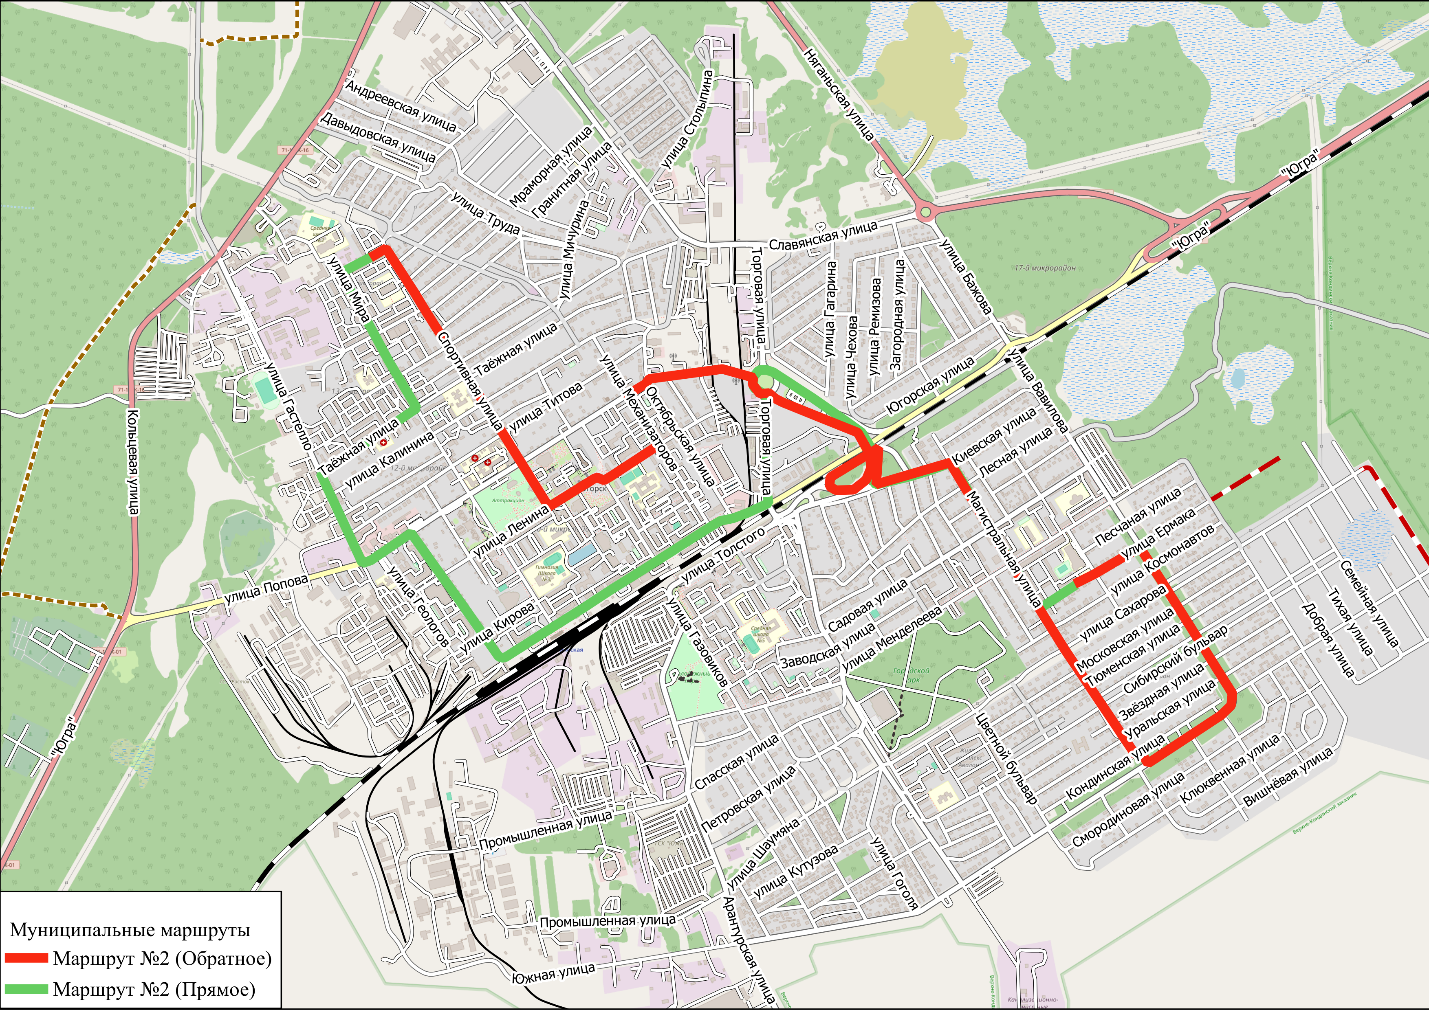 Няганьская улица
улица Столыпина
Андреевская улица
Давыдовская улица
Мраморная улица
Гранитная улица
улица Мичурина
улица Труда
Славянская улица
"Югра"
"Югра"
улица Бажова
17-й микрорайон
Торговая улица
улица Гагарина
улица Чехова
улица Ремизова
Загородная улица
Югорская улица
улица Вавилова
улица Мира
Спортивная улица
Таёжная улица
улица Титова
улица Механизаторов
Октябрьская улица
Торговая улица
улица Гастелло
Кольцевая улица
Таёжная улица
улица Калинина
улица Ленина
Киевская улица
Лесная улица
Магистральная улица
Песчаная улица
улица Ермака
улица Космонавтов
улица Сахарова
Московская улица
Тюменская улица
Сибирский бульвар
Звёздная улица
Уральская улица
Кондинская улица
Семейная улица
Тихая улица
Добрая улица
улица Толстого
улица Попова
улица Геологов
улица Кирова
улица Газовиков
Садовая улица
Заводская улица
улица Менделеева
Цветной бульвар
"Югра"
Спасская улица
Петровская улица
улица Шаумяна
улица Кутузова
улица Гоголя
Смородиновая улица
Клюквенная улица
Вишнёвая улица
Промышленная улица
Промышленная улица
Южная улица
Арантурская улица
Муниципальные маршруты
Маршрут №2 (Обратное)
Маршрут №2 (Прямое)